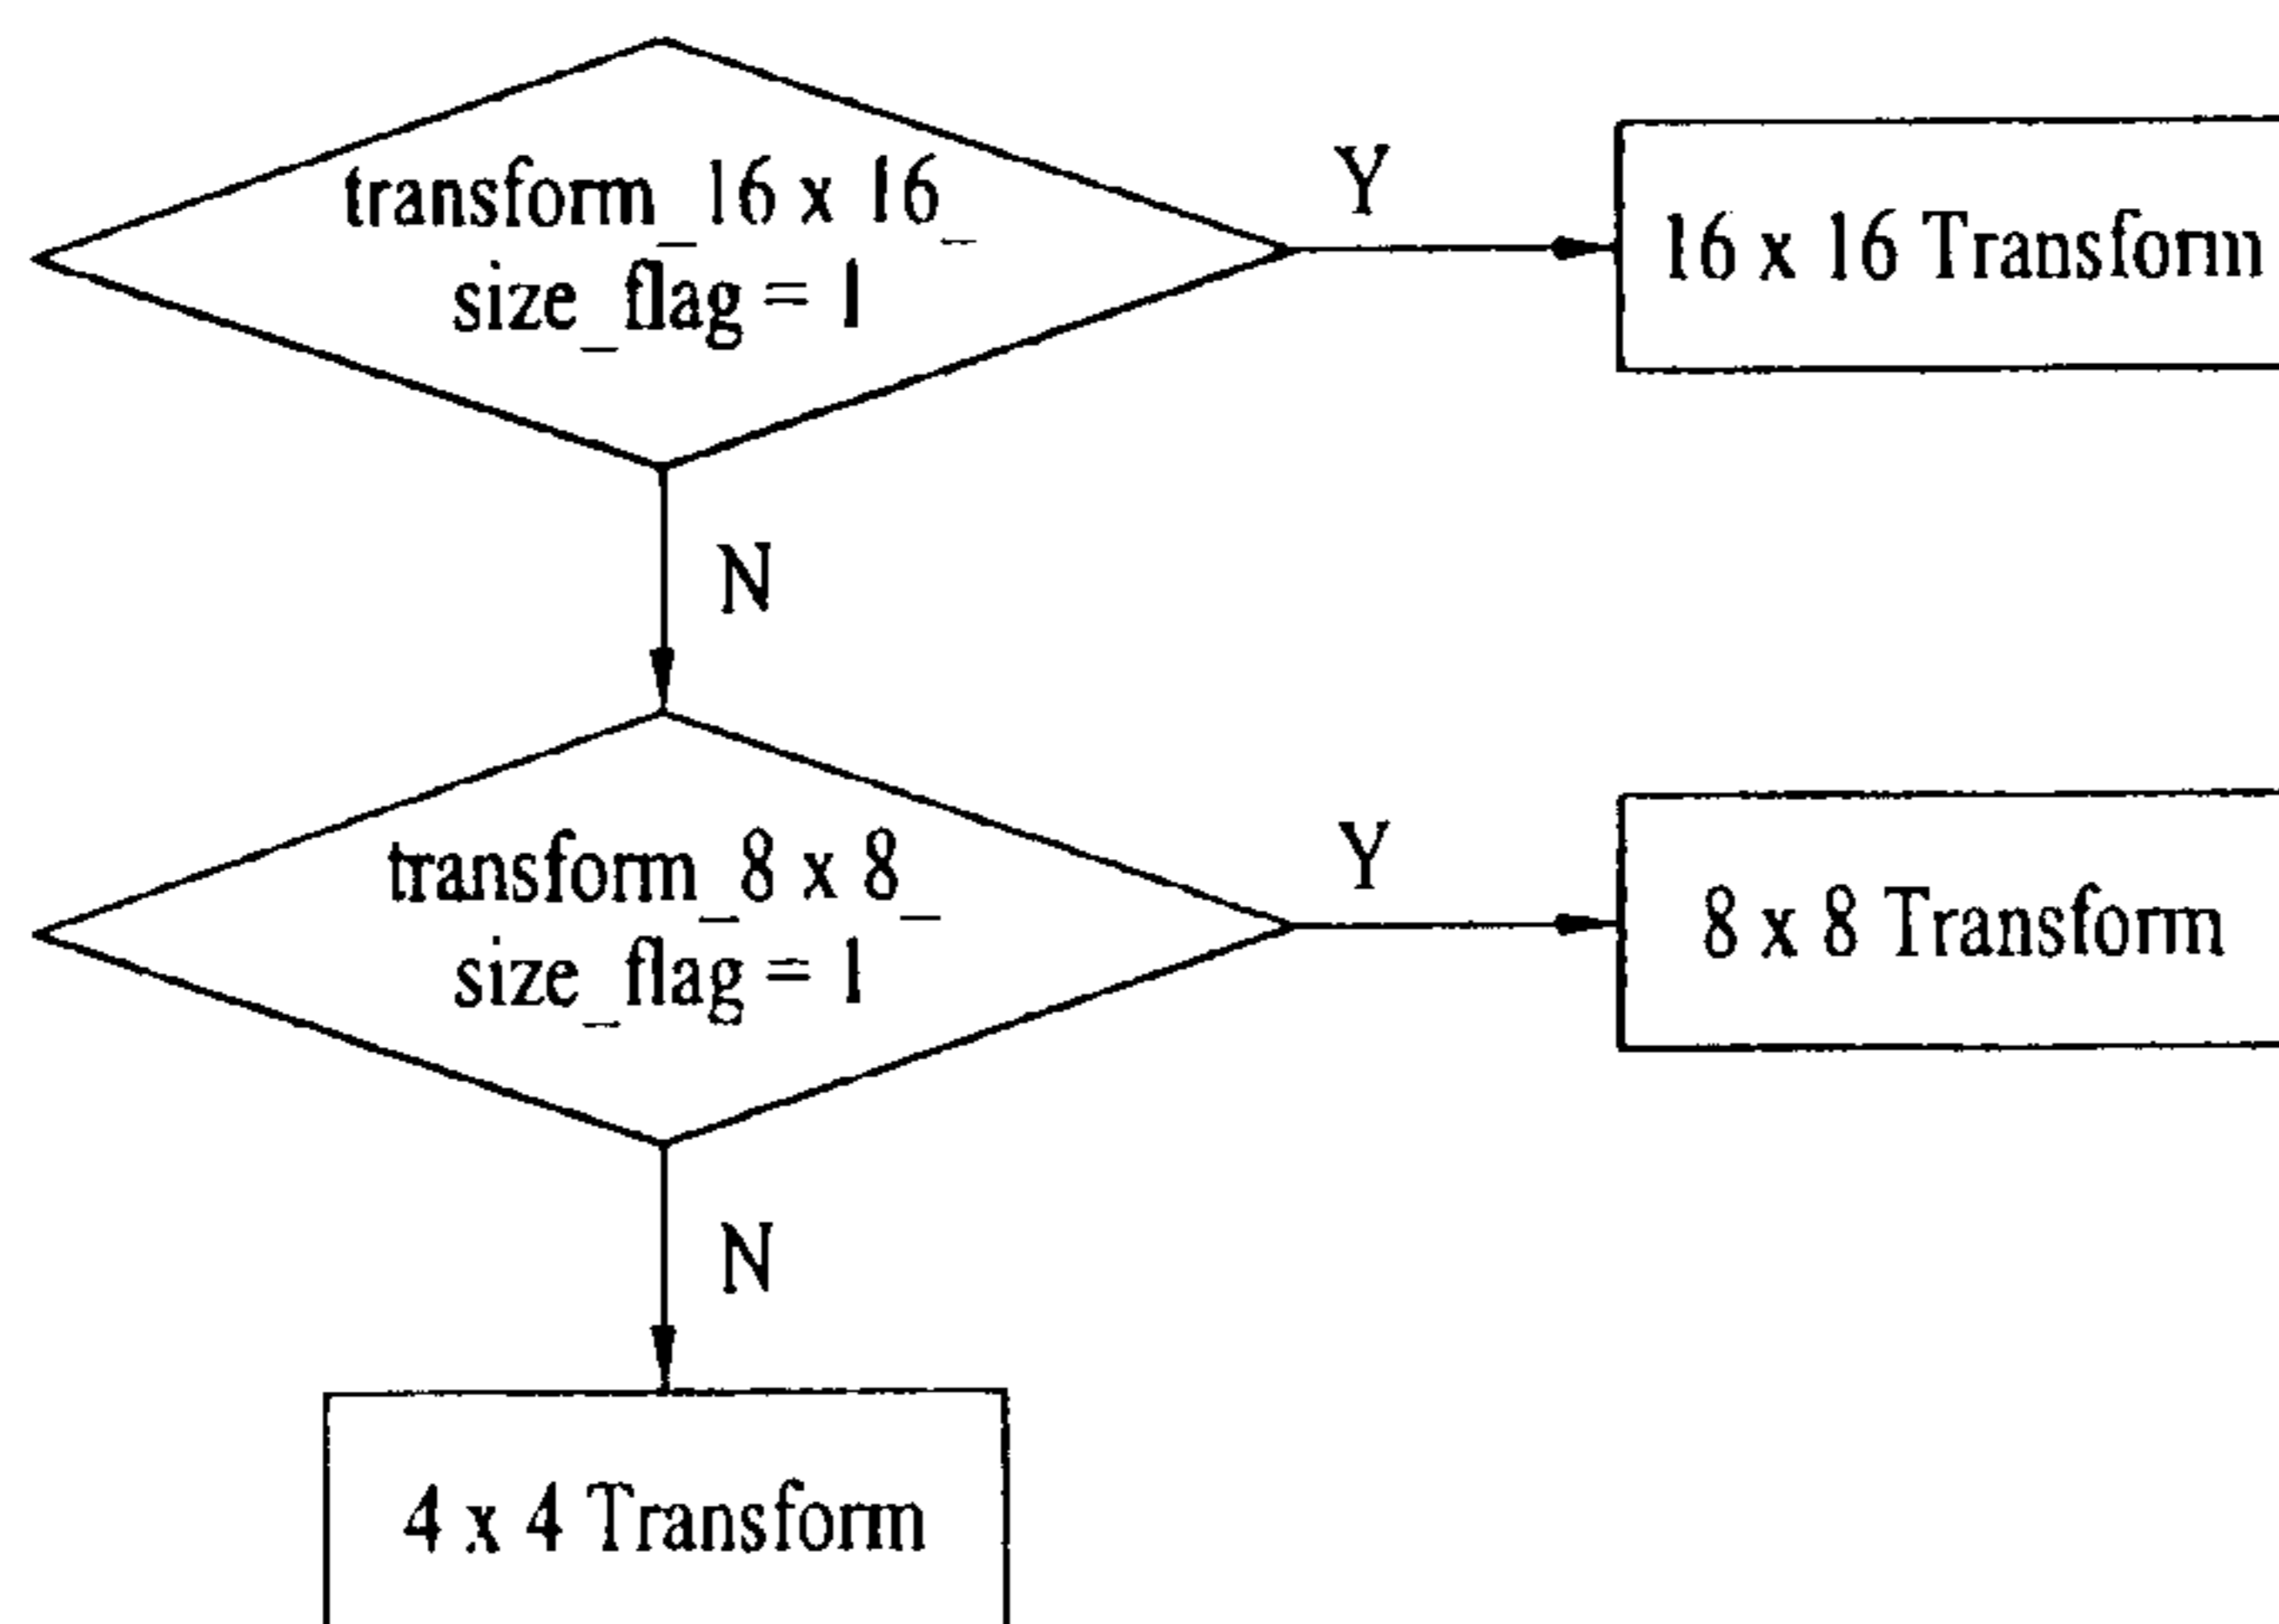 transform_16 x 16_
size_flag = 1
Y
16 x 16 Transform
N
transform_8 x 8_
size_flag = 1
Y
8 x 8 Transform
N
4 x 4 Transform